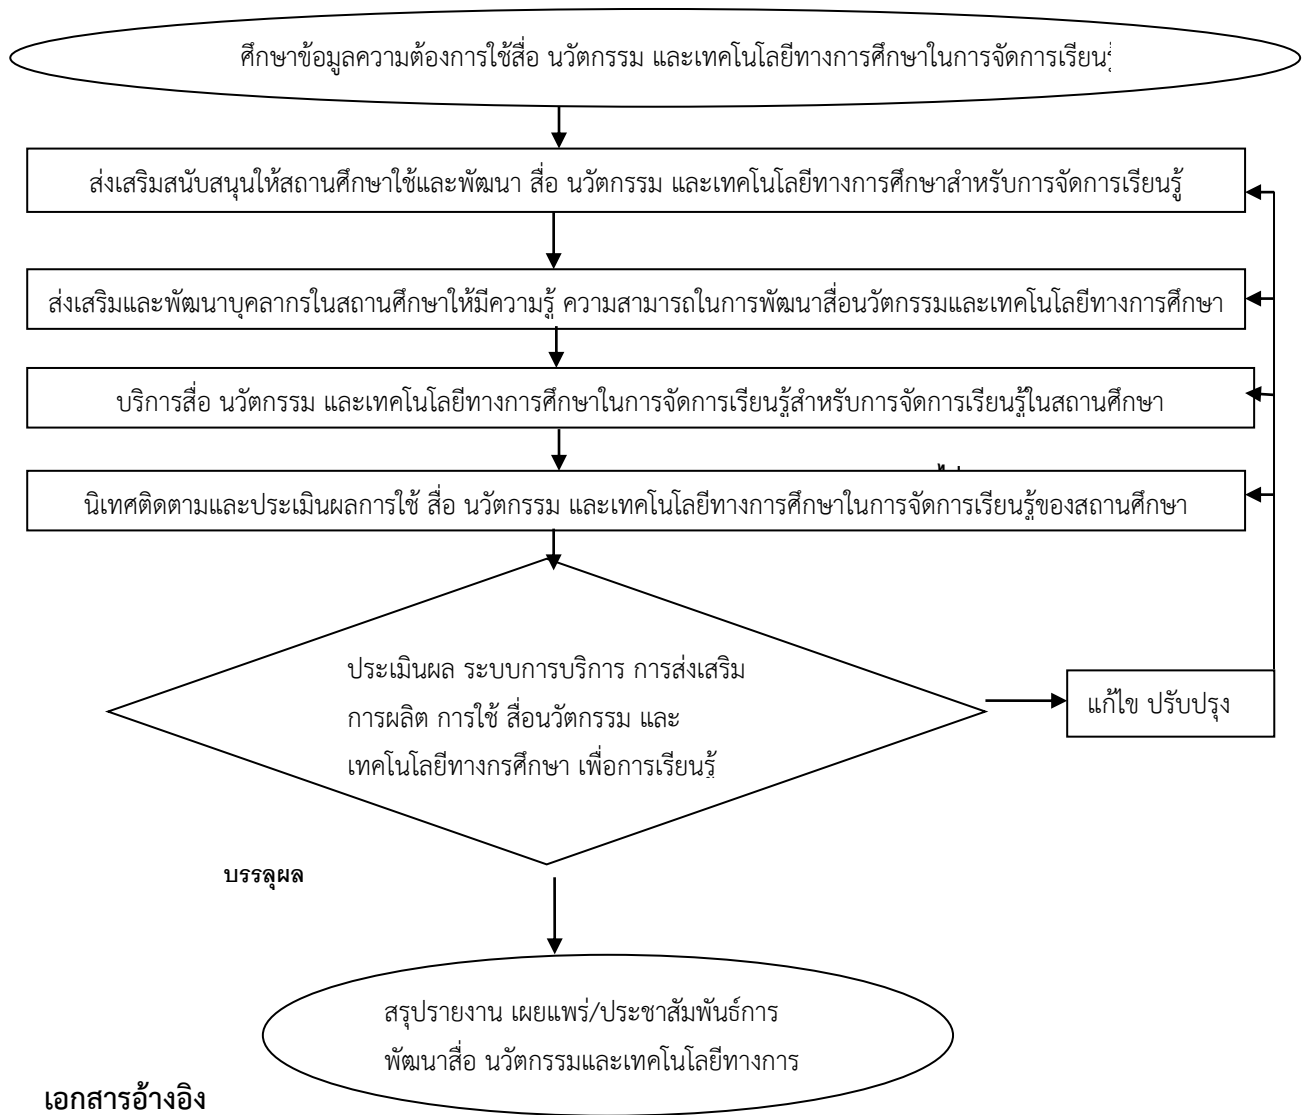 ศึกษาข้อมูลความต้องการใช้สื่อ นวัตกรรม และเทคโนโลยีทางการศึกษาในการจัดการเรียนรู้
ส่งเสริมสนับสนุนให้สถานศึกษาใช้และพัฒนา สื่อ นวัตกรรม และเทคโนโลยีทางการศึกษาสำหรับการจัดการเรียนรู้
ส่งเสริมและพัฒนาบุคลากรในสถานศึกษาให้มีความรู้ ความสามารถในการพัฒนาสื่อนวัตกรรมและเทคโนโลยีทางการศึกษา
บริการสื่อ นวัตกรรม และเทคโนโลยีทางการศึกษาในการจัดการเรียนรู้สำหรับการจัดการเรียนรู้ในสถานศึกษา
นิเทศติดตามและประเมินผลการใช้ สื่อ นวัตกรรม และเทคโนโลยีทางการศึกษาในการจัดการเรียนรู้ของสถานศึกษา
ประเมินผล ระบบการบริการ การส่งเสริม
การผลิต การใช้ สื่อนวัตกรรม และ
เทคโนโลยีทางกรศึกษา เพื่อการเรียนรู้
แก้ไข ปรับปรุง
บรรลุผล
สรุปรายงาน เผยแพร่/ประชาสัมพันธ์การ
พัฒนาสื่อ นวัตกรรมและเทคโนโลยีทางการ
เอกสารอ้างอิง